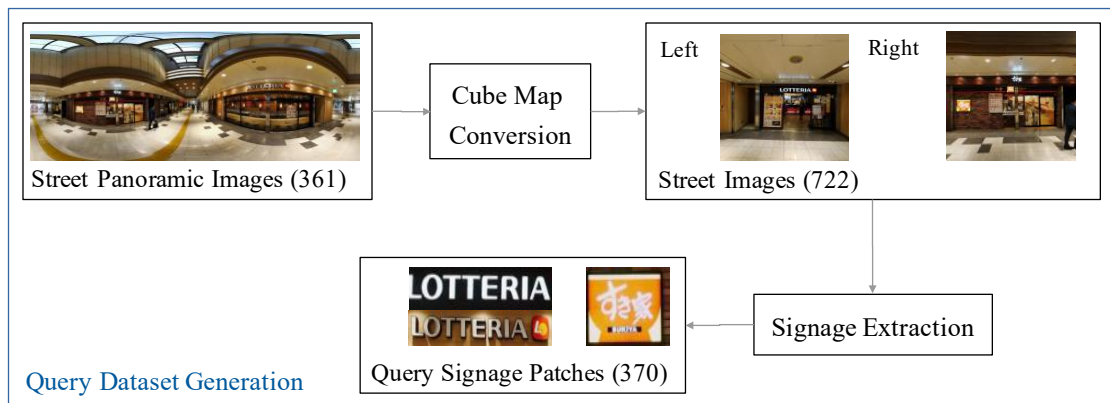 Left
Right
LOTTERIA
Cube Map
Conversion
Street Panoramic Images (361)
Street Images (722)
LOTTERIA
LOTTERIA
すき家
SUKIYA
Signage Extraction
Query Signage Patches (370)
Query Dataset Generation